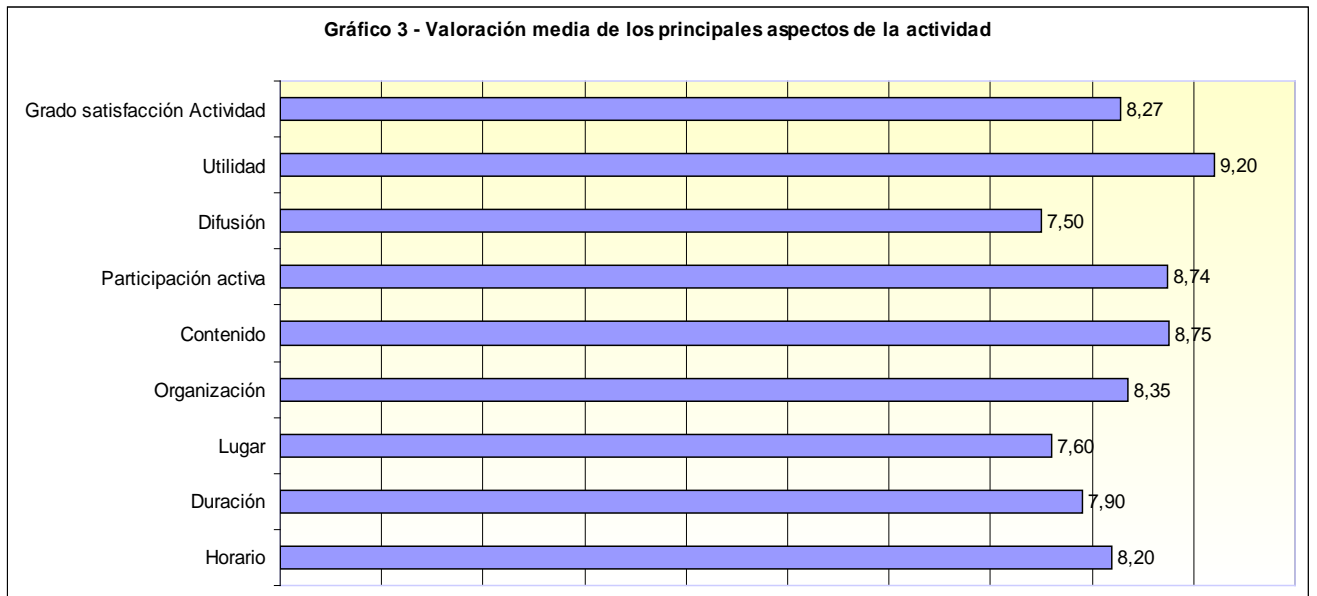 Gráfico 3 - Valoración media de los principales aspectos de la actividad
Grado satisfacción Actividad 8,27
Utilidad 9,20
Difusión 7,50
Participación activa 8,74
Contenido 8,75
Organización 8,35
Lugar 7,60
Duración 7,90
Horario 8,20